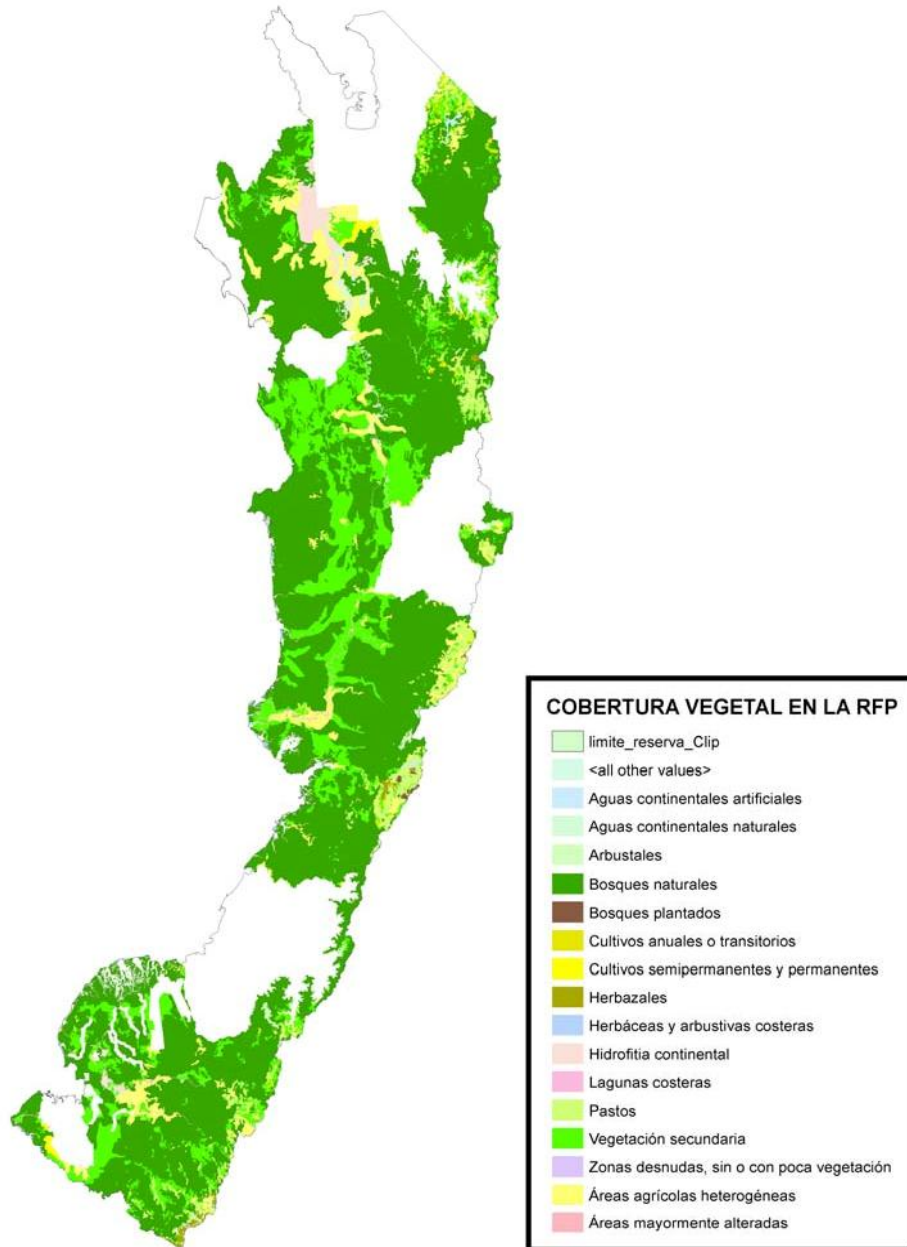 COBERTURA VEGETAL EN LA RFP
limite_reserva_Clip
<all other values>
Aguas continentales artificiales
Aguas continentales naturales
Arbustales
Bosques naturales
Bosques plantados
Cultivos anuales o transitorios
Cultivos semipermanentes y permanentes
Herbazales
Herbáceas y arbustivas costeras
Hidrofitia continental
Lagunas costeras
Pastos
Vegetación secundaria
Zonas desnudas, sin o con poca vegetación
Áreas agrícolas heterogéneas
Áreas mayormente alteradas